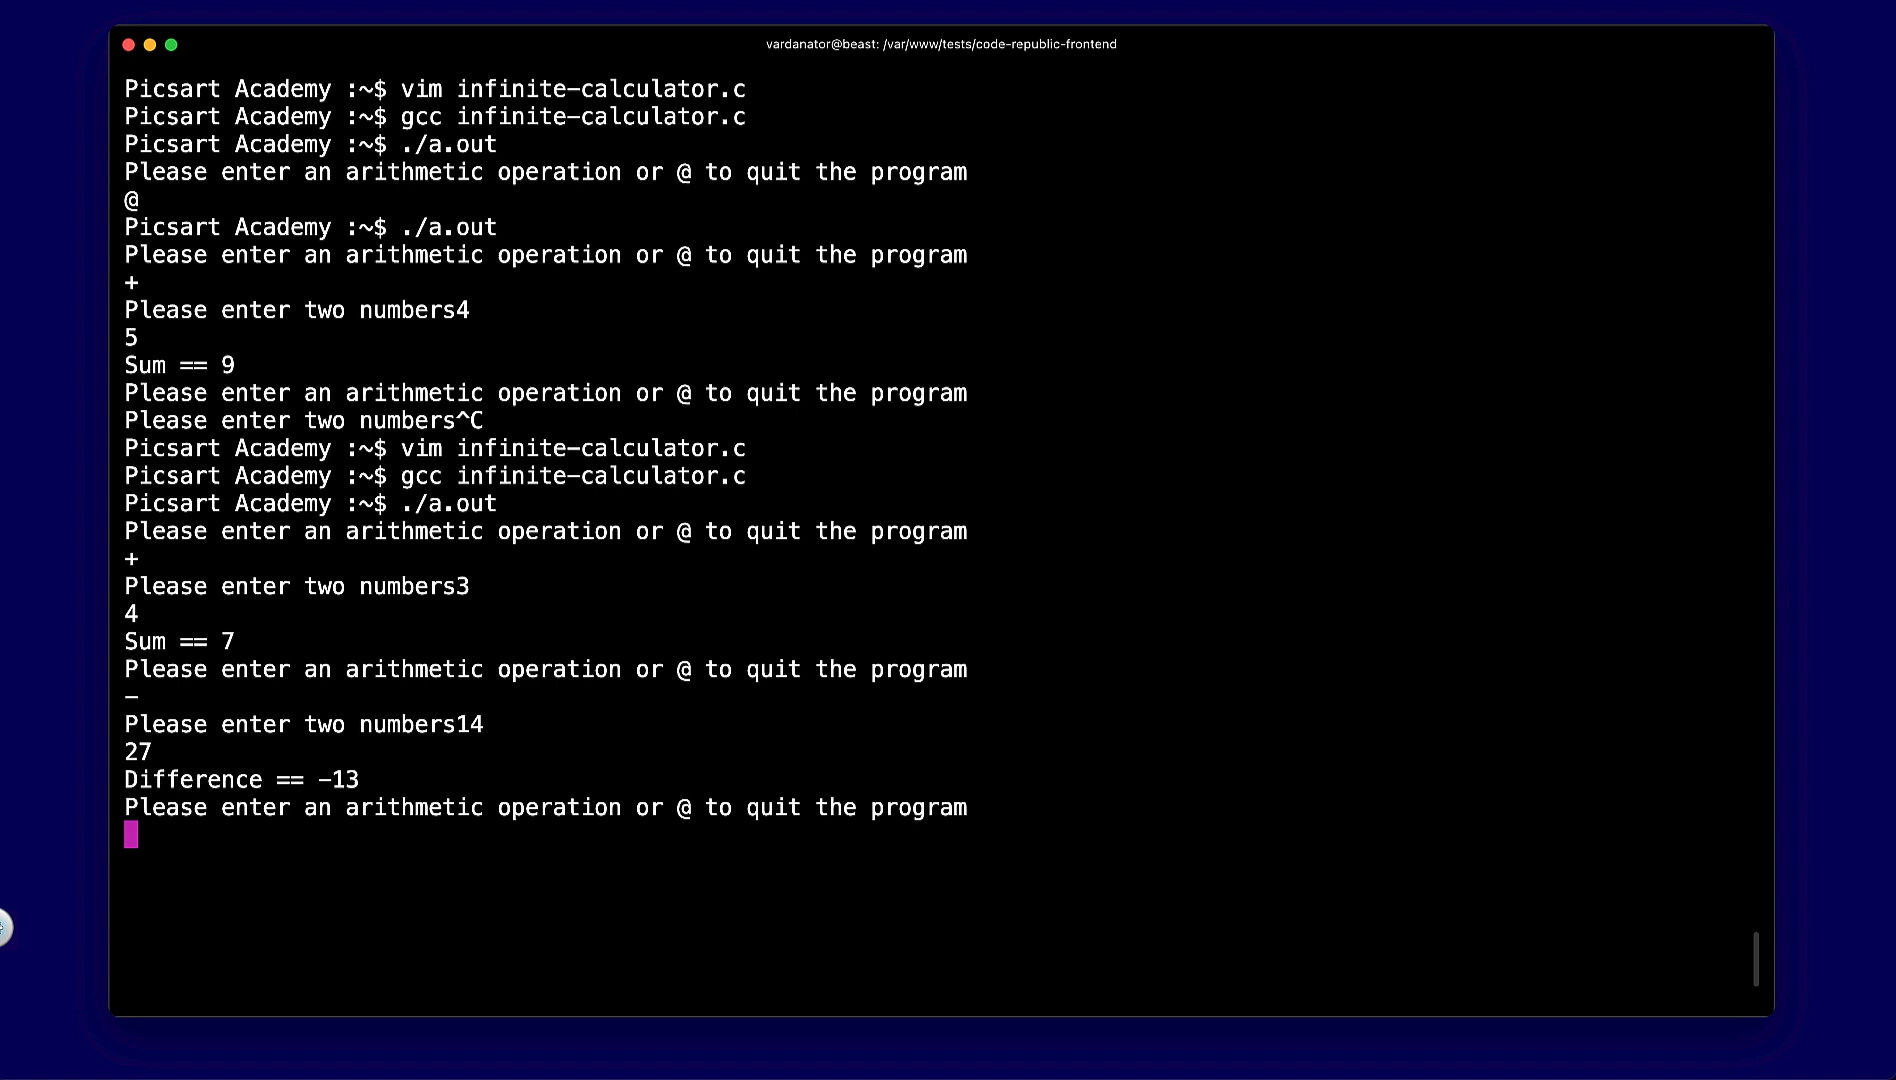 vardanator@beast: /var/www/tests/code-republic-frontend
Picsart Academy :~$ vim infinite-calculator.c
Picsart Academy :~$ gcc infinite-calculator.c
Picsart Academy :~$ ./a.out
Please enter an arithmetic operation or @ to quit the program
@
Picsart Academy :~$ ./a.out
Please enter an arithmetic operation or @ to quit the program
+
Please enter two numbers4
5
Sum == 9
Please enter an arithmetic operation or @ to quit the program
Please enter two numbers^C
Picsart Academy :~$ vim infinite-calculator.c
Picsart Academy :~$ gcc infinite-calculator.c
Picsart Academy :~$ ./a.out
Please enter an arithmetic operation or @ to quit the program
+
Please enter two numbers3
4
Sum == 7
Please enter an arithmetic operation or @ to quit the program
-
Please enter two numbers14
27
Difference == -13
Please enter an arithmetic operation or @ to quit the program